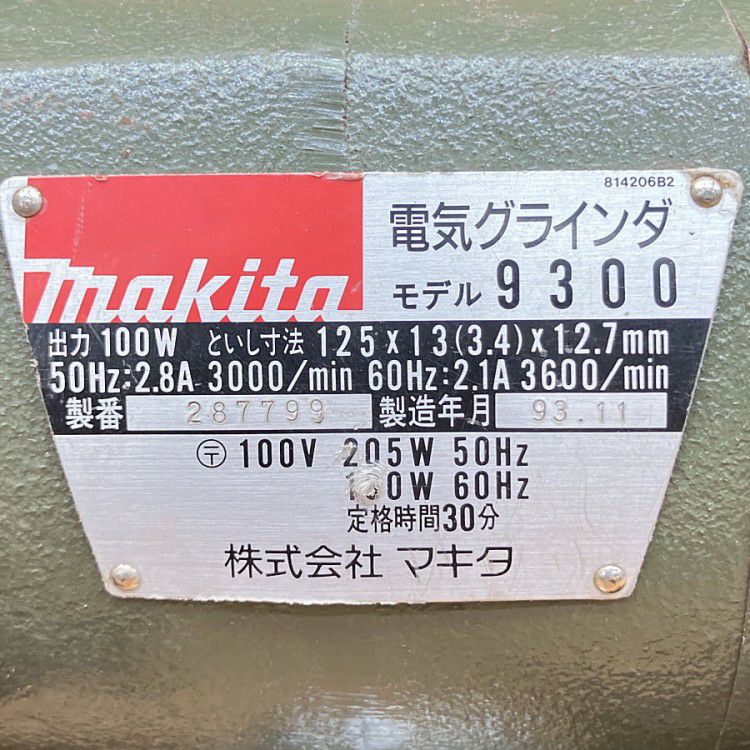 814206B2
電気グラインダ
makita
モデル 9300
出力 100W といし寸法 125 x 13(3.4) x 12.7mm
50Hz:2.8A 3000/min 60Hz:2.1A 3600/min
製番 287799 製造年月 93.11
〒 100V 205W 50Hz
60Hz
定格時間30分
株式会社 マキタ